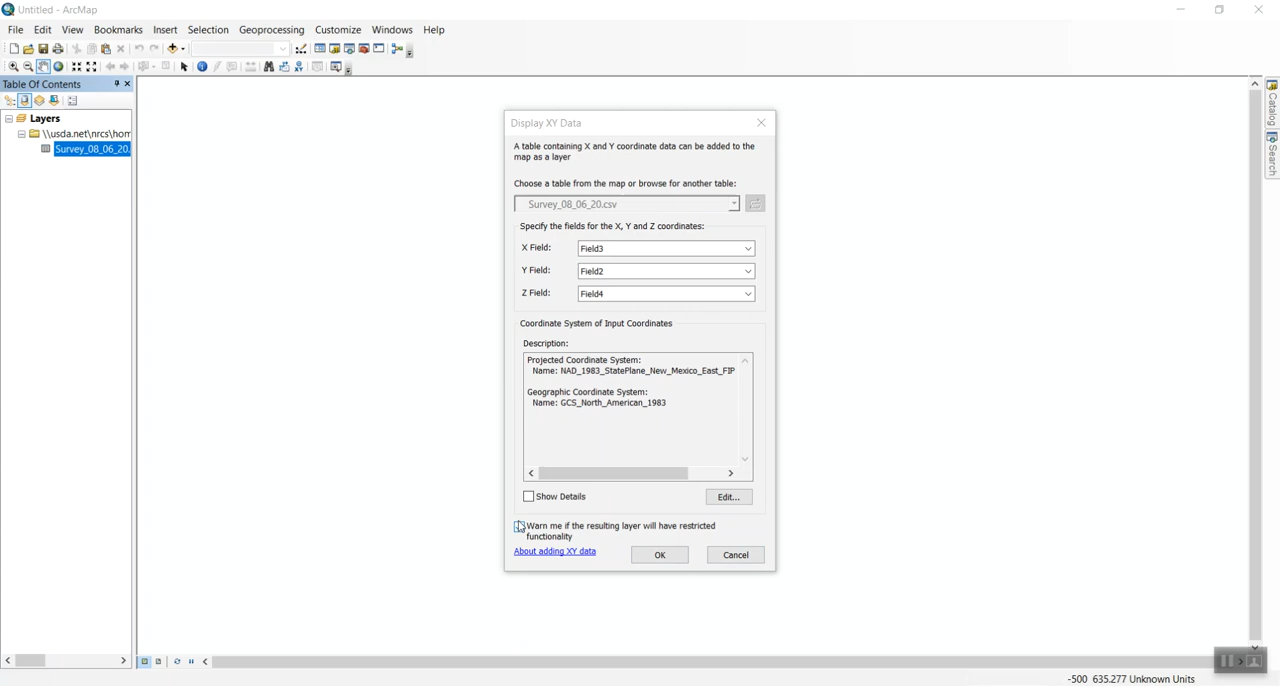 Untitled - ArcMap
File Edit View Bookmarks Insert Selection Geoprocessing Customize Windows Help
Table Of Contents
Layers
\\usda.net\nrcs\hom
Survey_08_06_20.
Display XY Data
A table containing X and Y coordinate data can be added to the
map as a layer
Choose a table from the map or browse for another table:
Survey_08_06_20.csv
Specify the fields for the X, Y and Z coordinates:
X Field: Field3
Y Field: Field2
Z Field: Field4
Coordinate System of Input Coordinates
Description:
Projected Coordinate System:
Name: NAD_1983_StatePlane_New_Mexico_East_FIP
Geographic Coordinate System:
Name: GCS_North_American_1983
Show Details Edit...
Warn me if the resulting layer will have restricted
functionality
About adding XY data OK Cancel
Catalog
Search
-500 635.277 Unknown Units